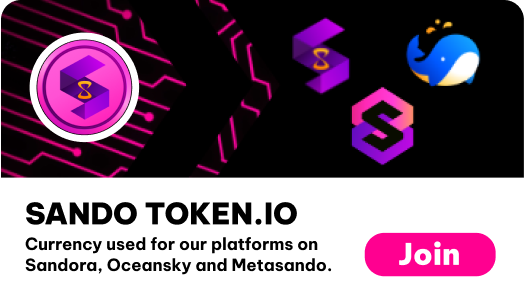 SANDO TOKEN.IO
Currency used for our platforms on
Sandora, Oceansky and Metasando.
Join